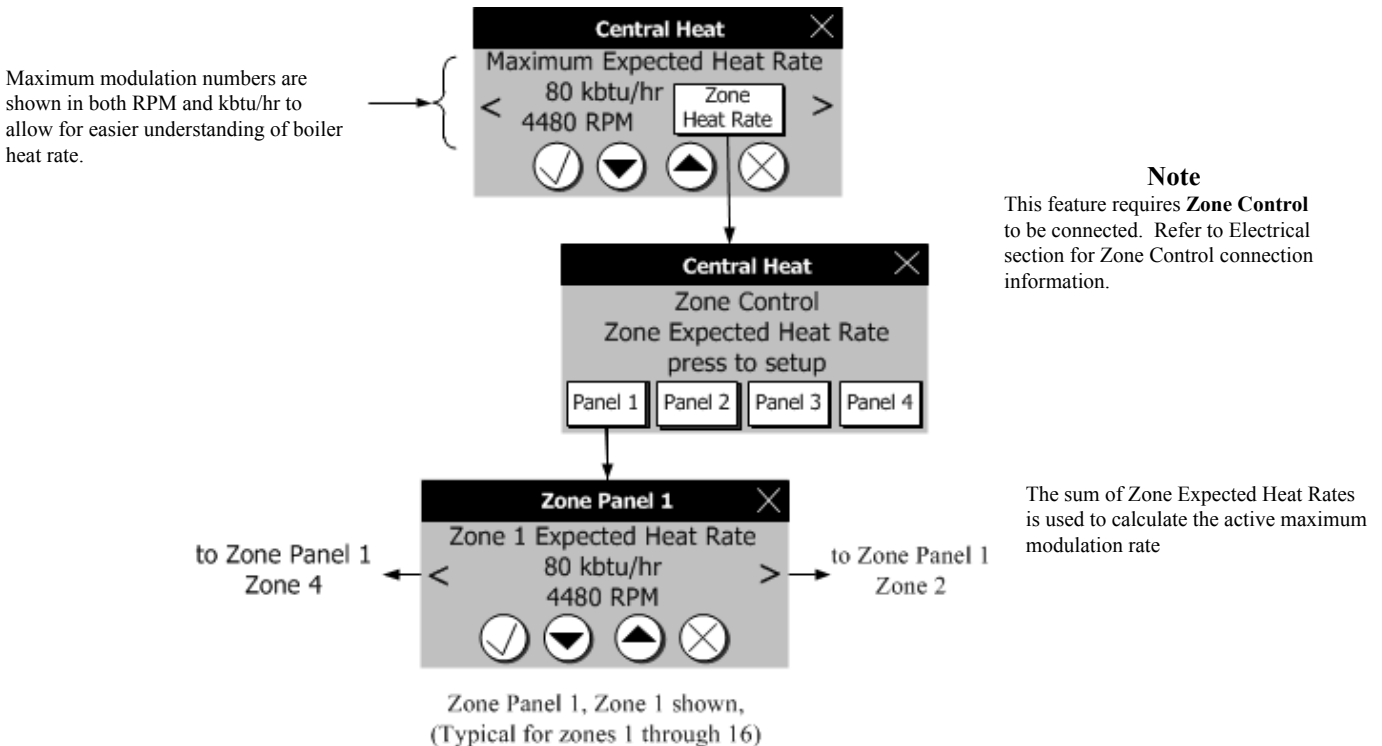 Central Heat
Maximum Expected Heat Rate
80 kbtu/hr
4480 RPM
<
Zone
Heat Rate
>
Maximum modulation numbers are
shown in both RPM and kbtu/hr to
allow for easier understanding of boiler
heat rate.
Note
This feature requires Zone Control
to be connected. Refer to Electrical
section for Zone Control connection
information.
Central Heat
Zone Control
Zone Expected Heat Rate
press to setup
Panel 1
Panel 2
Panel 3
Panel 4
The sum of Zone Expected Heat Rates
is used to calculate the active maximum
modulation rate
Zone Panel 1
Zone 1 Expected Heat Rate
80 kbtu/hr
4480 RPM
<
>
to Zone Panel 1
Zone 4
to Zone Panel 1
Zone 2
Zone Panel 1, Zone 1 shown,
(Typical for zones 1 through 16)